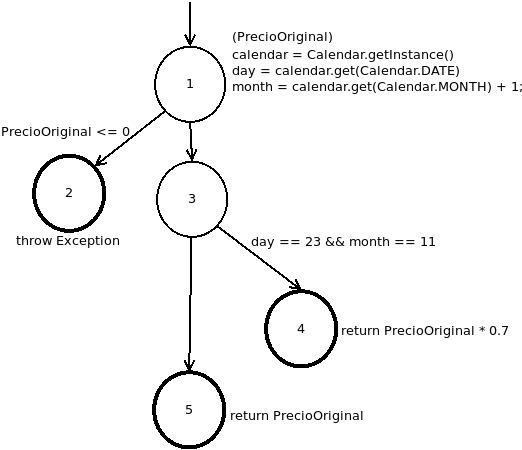 (PrecioOriginal)
calendar = Calendar.getInstance()
day = calendar.get(Calendar.DATE)
month = calendar.get(Calendar.MONTH) + 1;
1
PrecioOriginal <= 0
2
3
throw Exception
day == 23 && month == 11
4
return PrecioOriginal * 0.7
5
return PrecioOriginal